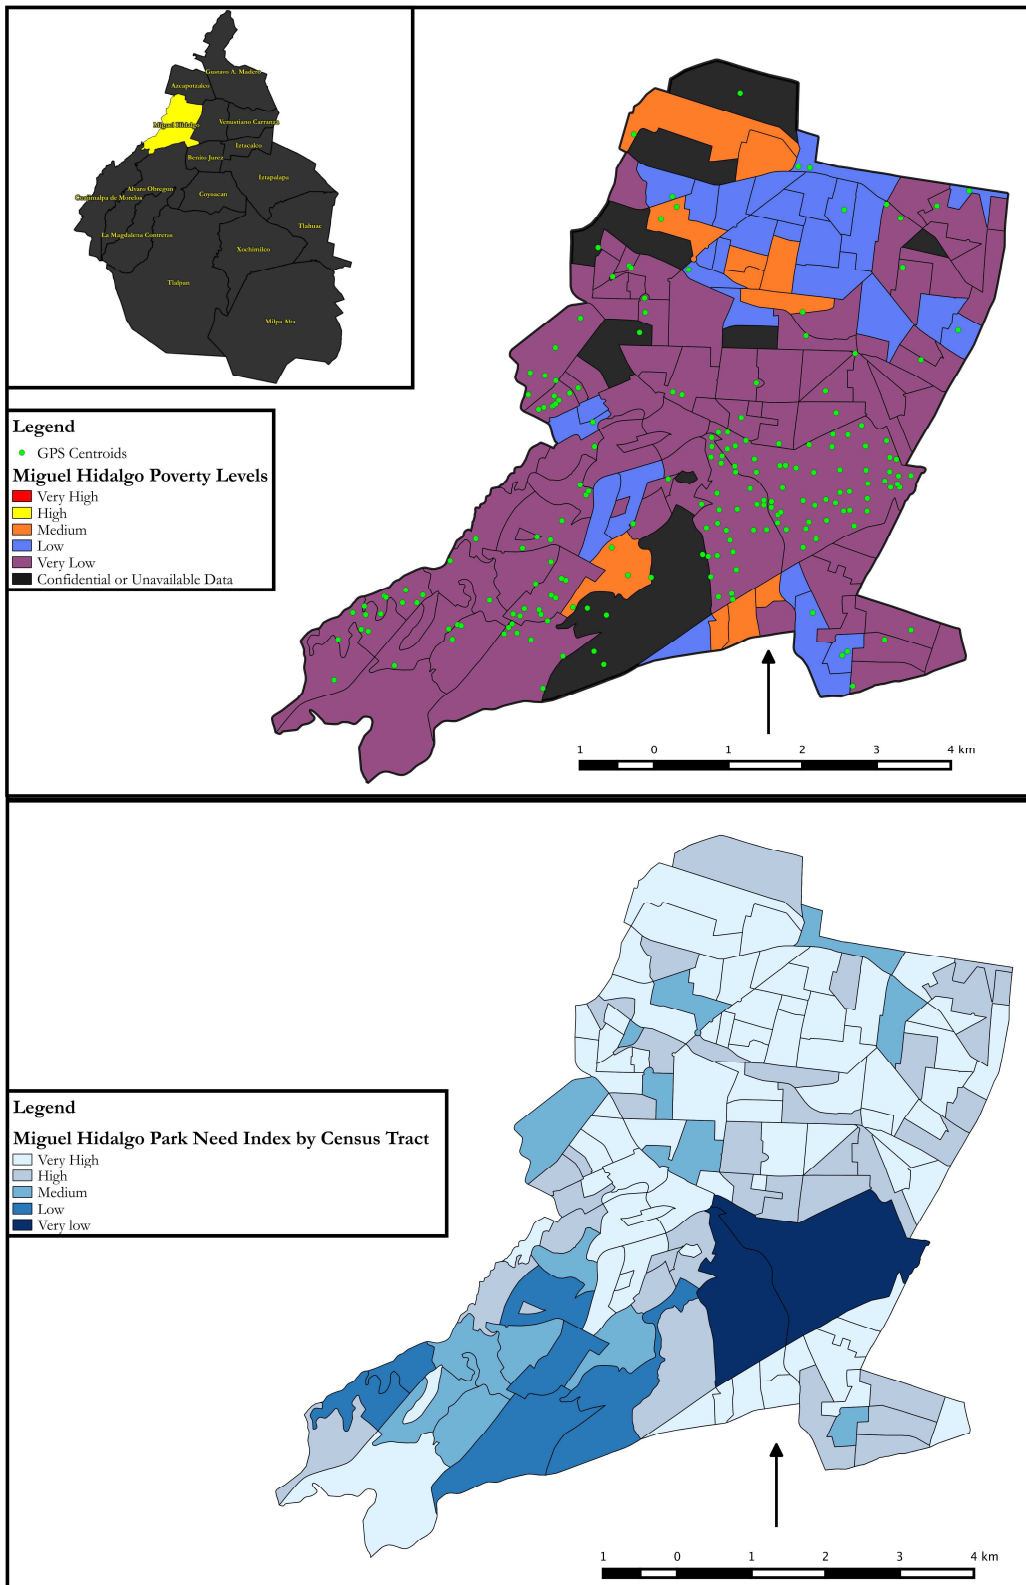 Gustavo A. Madero
Azcapotzalco
Miguel Hidalgo
Venustiano Carranza
Iztacalco
Benito Jurez
Iztapalapa
Alvaro Obregon
Coyoacan
Cuajimalpa de Morelos
Tlahuac
La Magdalena Contreras
Xochimilco
Tlalpan
Milpa Alta
Legend
GPS Centroids
Miguel Hidalgo Poverty Levels
Very High
High
Medium
Low
Very Low
Confidential or Unavailable Data
1 0 1 2 3 4 km
Legend
Miguel Hidalgo Park Need Index by Census Tract
Very High
High
Medium
Low
Very low
1 0 1 2 3 4 km